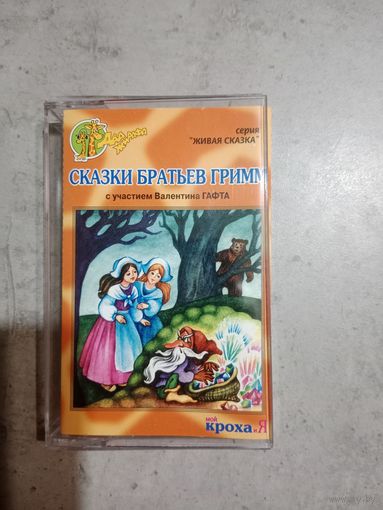 серия
"ЖИВАЯ СКАЗКА"
СКАЗКИ БРАТЬЕВ ГРИММ
с участием Валентина ГАФТА
мой
кроха и Я